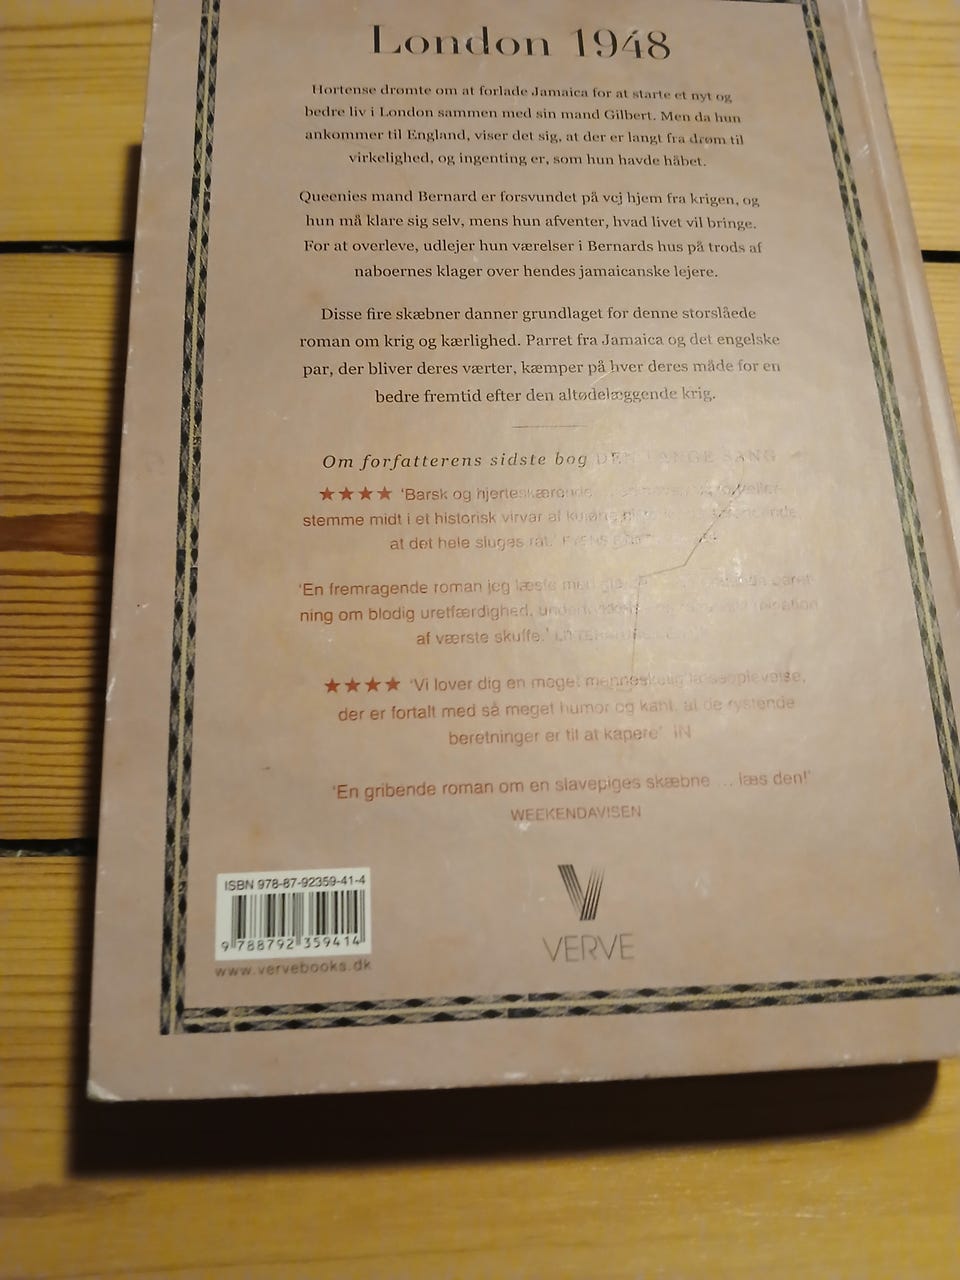 London 1948
Hortense drømte om at forlade Jamaica for at starte et nyt og
bedre liv i London sammen med sin mand Gilbert. Men da hun
ankommer til England, viser det sig, at der er langt fra drøm til
virkelighed, og ingenting er, som hun havde håbet.
Queenies mand Bernard er forsvundet på vej hjem fra krigen, og
hun må klare sig selv, mens hun afventer, hvad livet vil bringe.
For at overleve, udlejer hun værelser i Bernards hus på trods af
naboernes klager over hendes jamaicanske lejere.
Disse fire skæbner danner grundlaget for denne storslåede
roman om krig og kærlighed. Parret fra Jamaica og det engelske
par, der bliver deres værter, kæmper på hver deres måde for en
bedre fremtid efter den altødelæggende krig.
Om forfatterens sidste bog DEN LANGE SANG
★★★★ 'Barsk og hjerteskærende
stemme midt i et historisk virvar af
at det hele sluges råt.'
'En fremragende roman jeg læste med
ning om blodig uretfærdighed,
af værste skuffe.'
★★★★ 'Vi lover dig en meget menneskelig læseoplevelse,
der er fortalt med så meget humor og kant, at de rystende
beretninger er til at kapere' IN
'En gribende roman om en slavepiges skæbne ... læs den!'
WEEKENDAVISEN
ISBN 978-87-92359-41-4
9 788792 359414
www.vervebooks.dk
V
VERVE